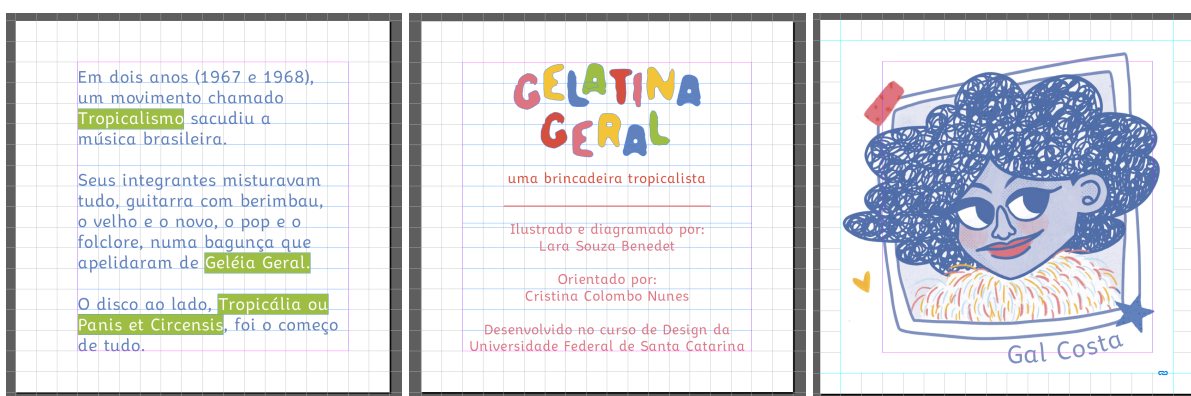 Em dois anos (1967 e 1968),
um movimento chamado
Tropicalismo sacudiu a
música brasileira.
Seus integrantes misturavam
tudo, guitarra com berimbau,
o velho e o novo, o pop e o
folclore, numa bagunça que
apelidaram de Geléia Geral.
O disco ao lado, Tropicália ou
Panis et Circensis, foi o começo
de tudo.
GELATINA
GERAL
uma brincadeira tropicalista
Ilustrado e diagramado por:
Lara Souza Benedet
Orientado por:
Cristina Colombo Nunes
Desenvolvido no curso de Design da
Universidade Federal de Santa Catarina
Gal Costa